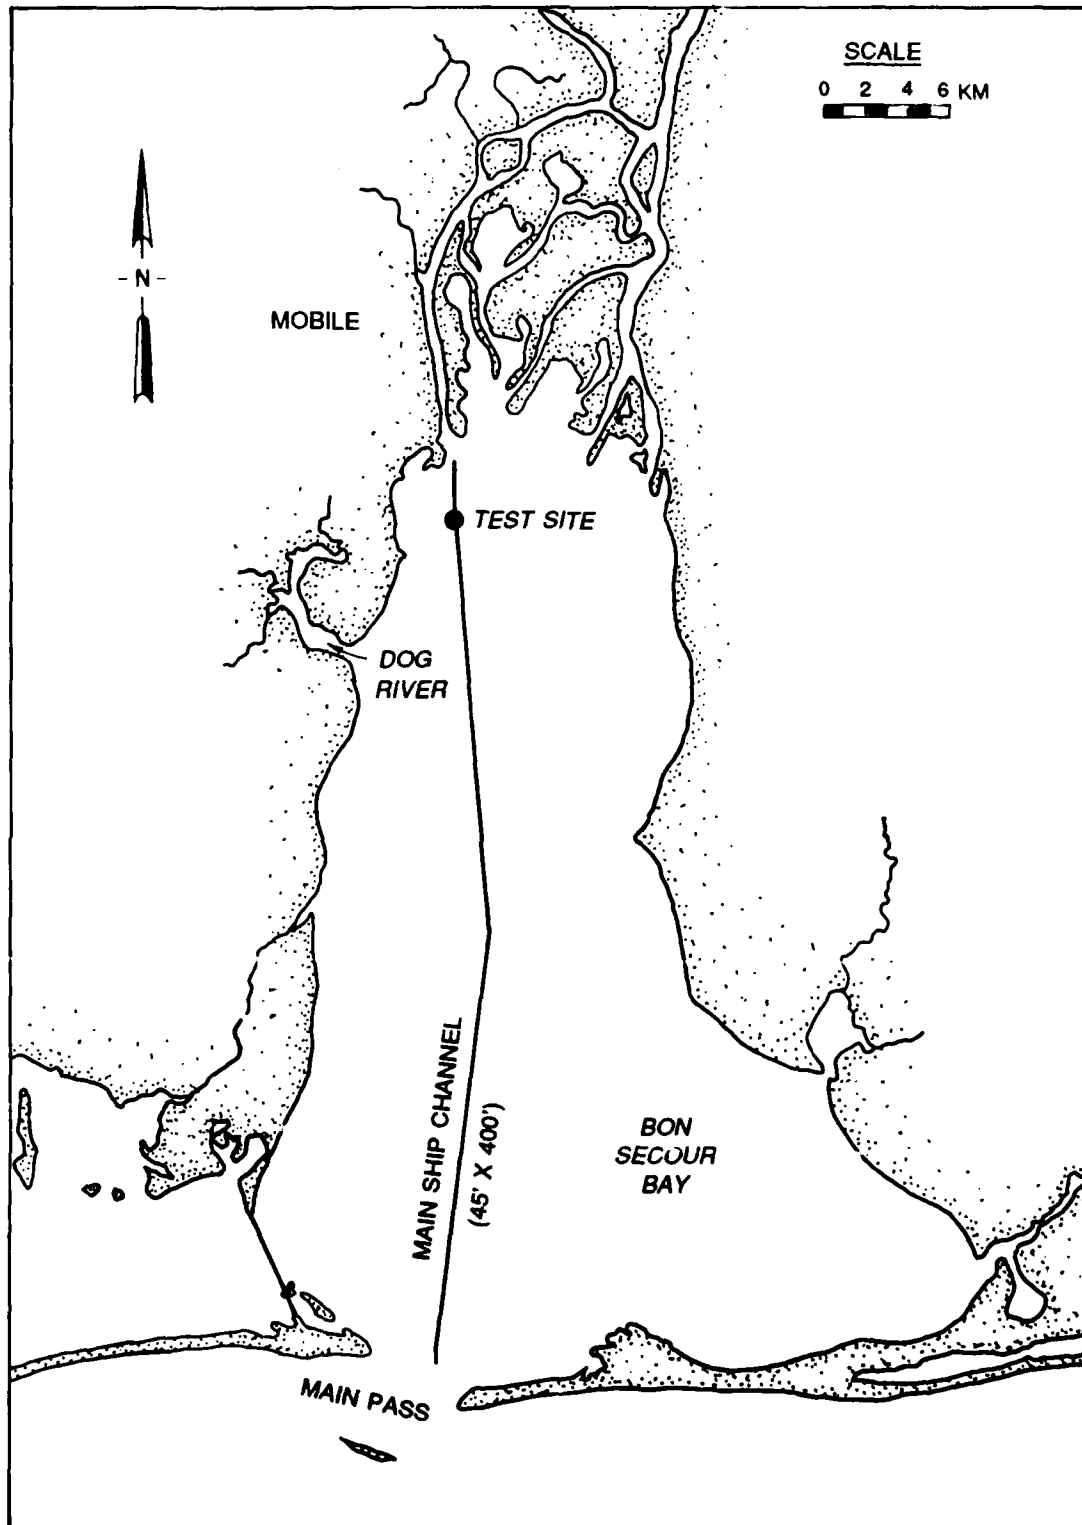 SCALE
0 2 4 6 KM
- N -
MOBILE
TEST SITE
DOG
RIVER
MAIN SHIP CHANNEL
(45' X 400')
BON
SECOUR
BAY
MAIN PASS